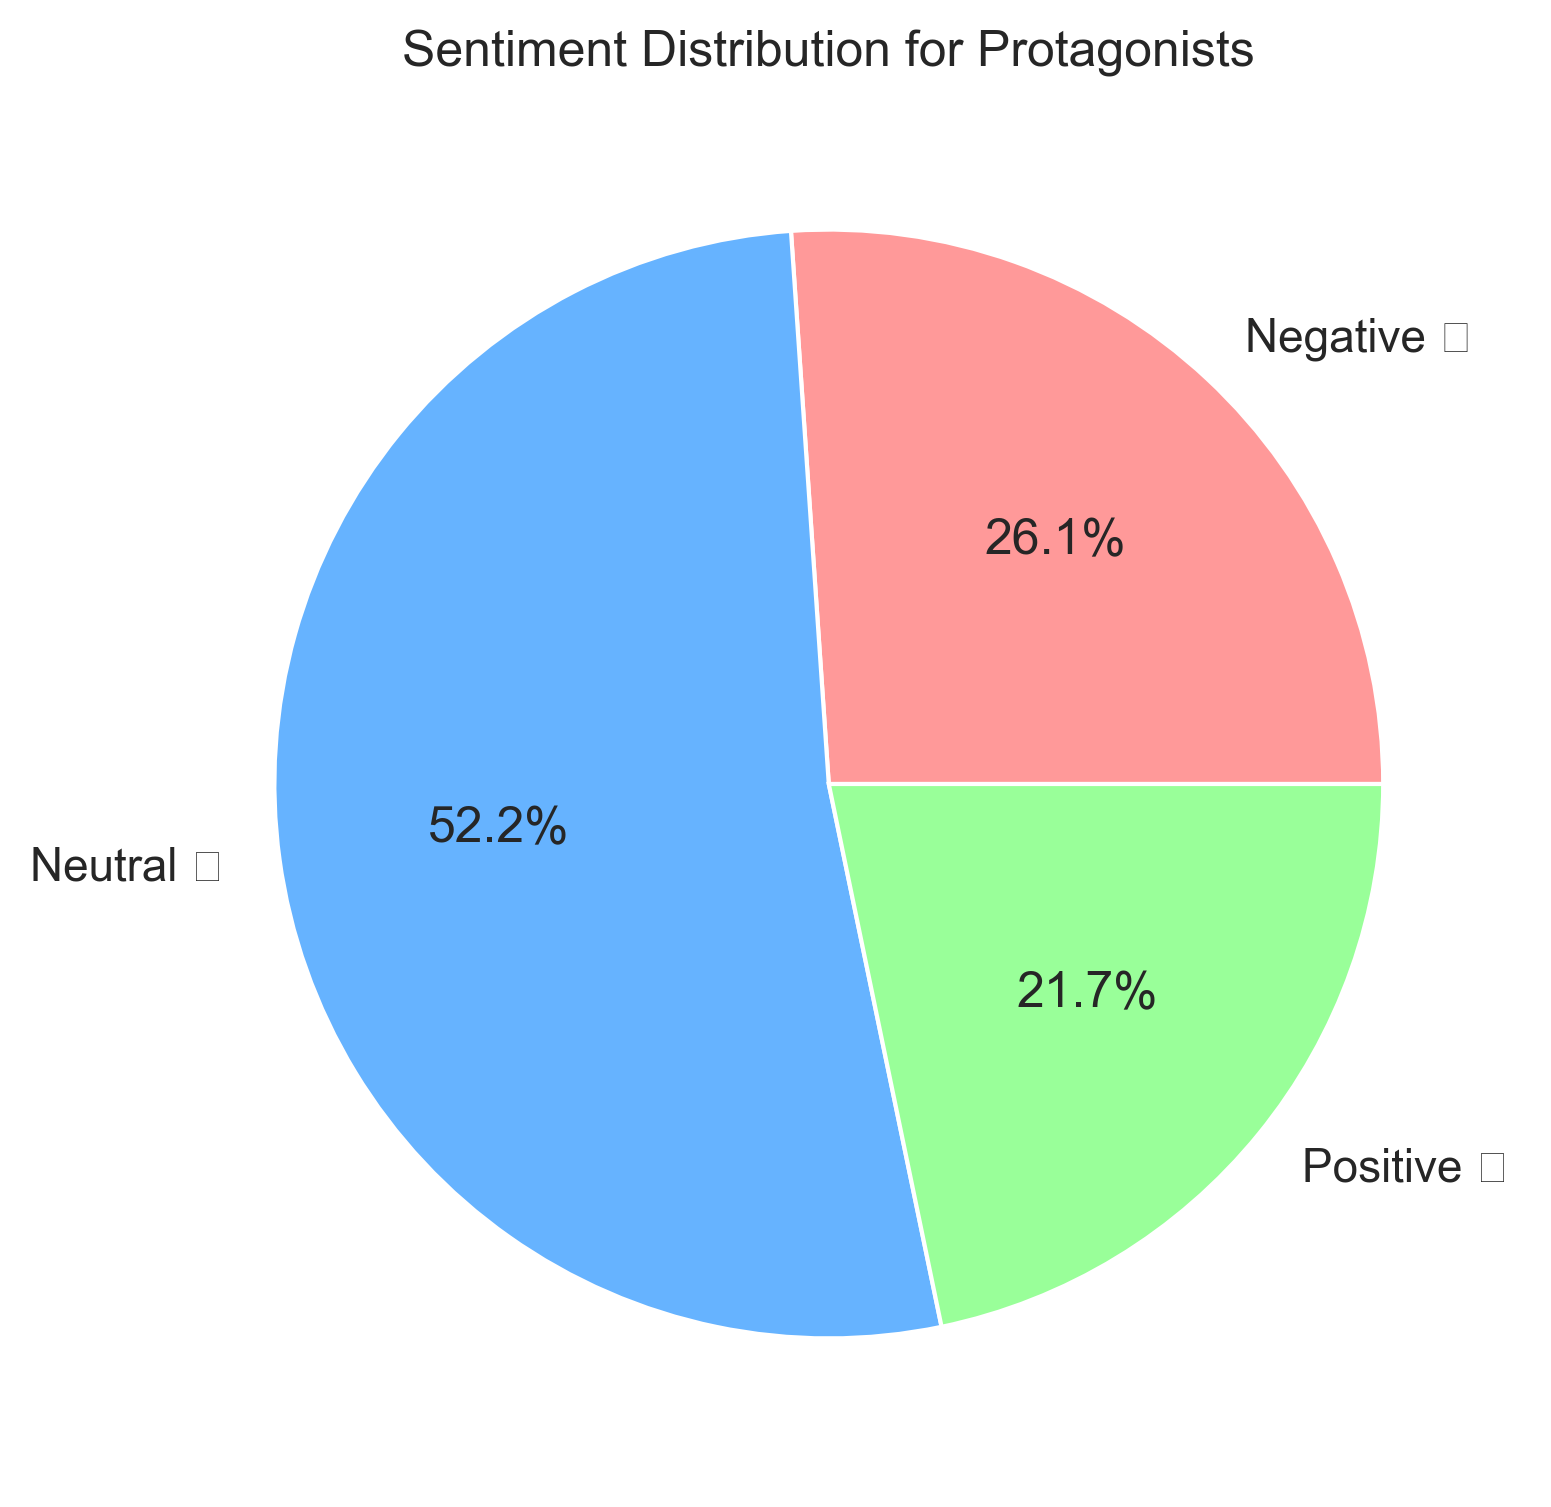 Sentiment Distribution for Protagonists
Negative □
26.1%
52.2%
Neutral □
21.7%
Positive □